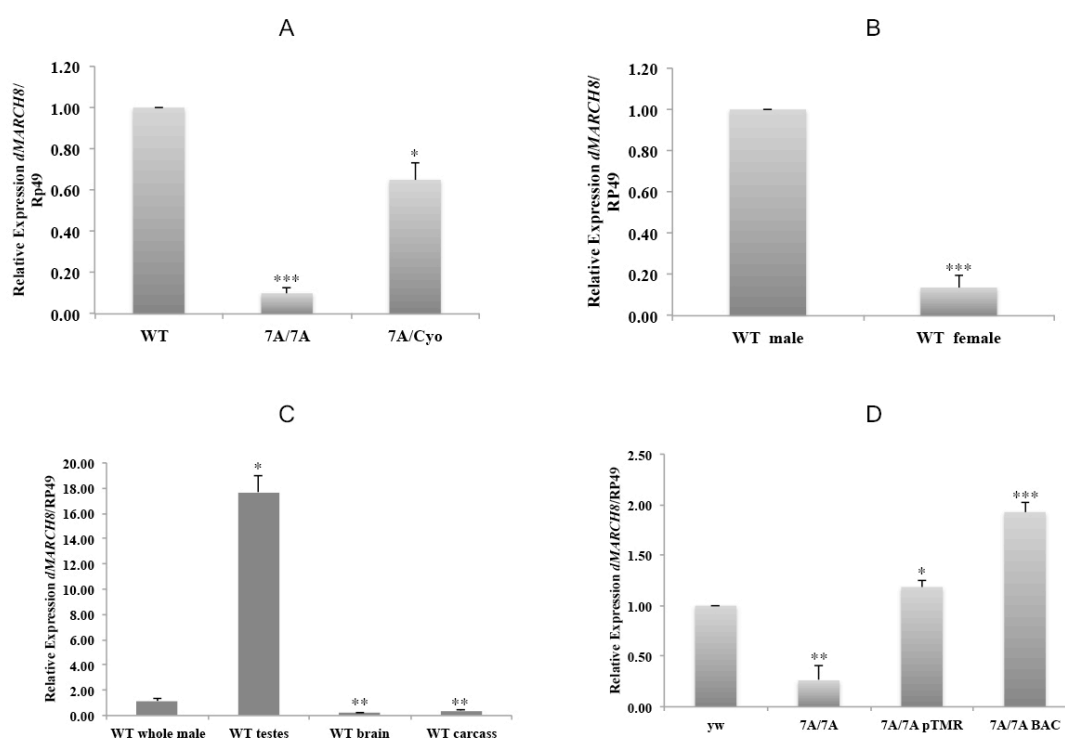 A
Relative Expression dMARCH8/
Rp49
1.20
1.00
0.80
0.60
0.40
0.20
0.00
***
*
WT
7A/7A
7A/Cyo
B
Relative Expression dMARCH8/
RP49
1.20
1.00
0.80
0.60
0.40
0.20
0.00
***
WT male
WT female
C
Relative Expression dMARCH8/RP49
20.00
18.00
16.00
14.00
12.00
10.00
8.00
6.00
4.00
2.00
0.00
*
**
**
WT whole male
WT testes
WT brain
WT carcass
D
Relative Expression dMARCH8/RP49
2.50
2.00
1.50
1.00
0.50
0.00
**
*
***
yw
7A/7A
7A/7A pTMR
7A/7A BAC